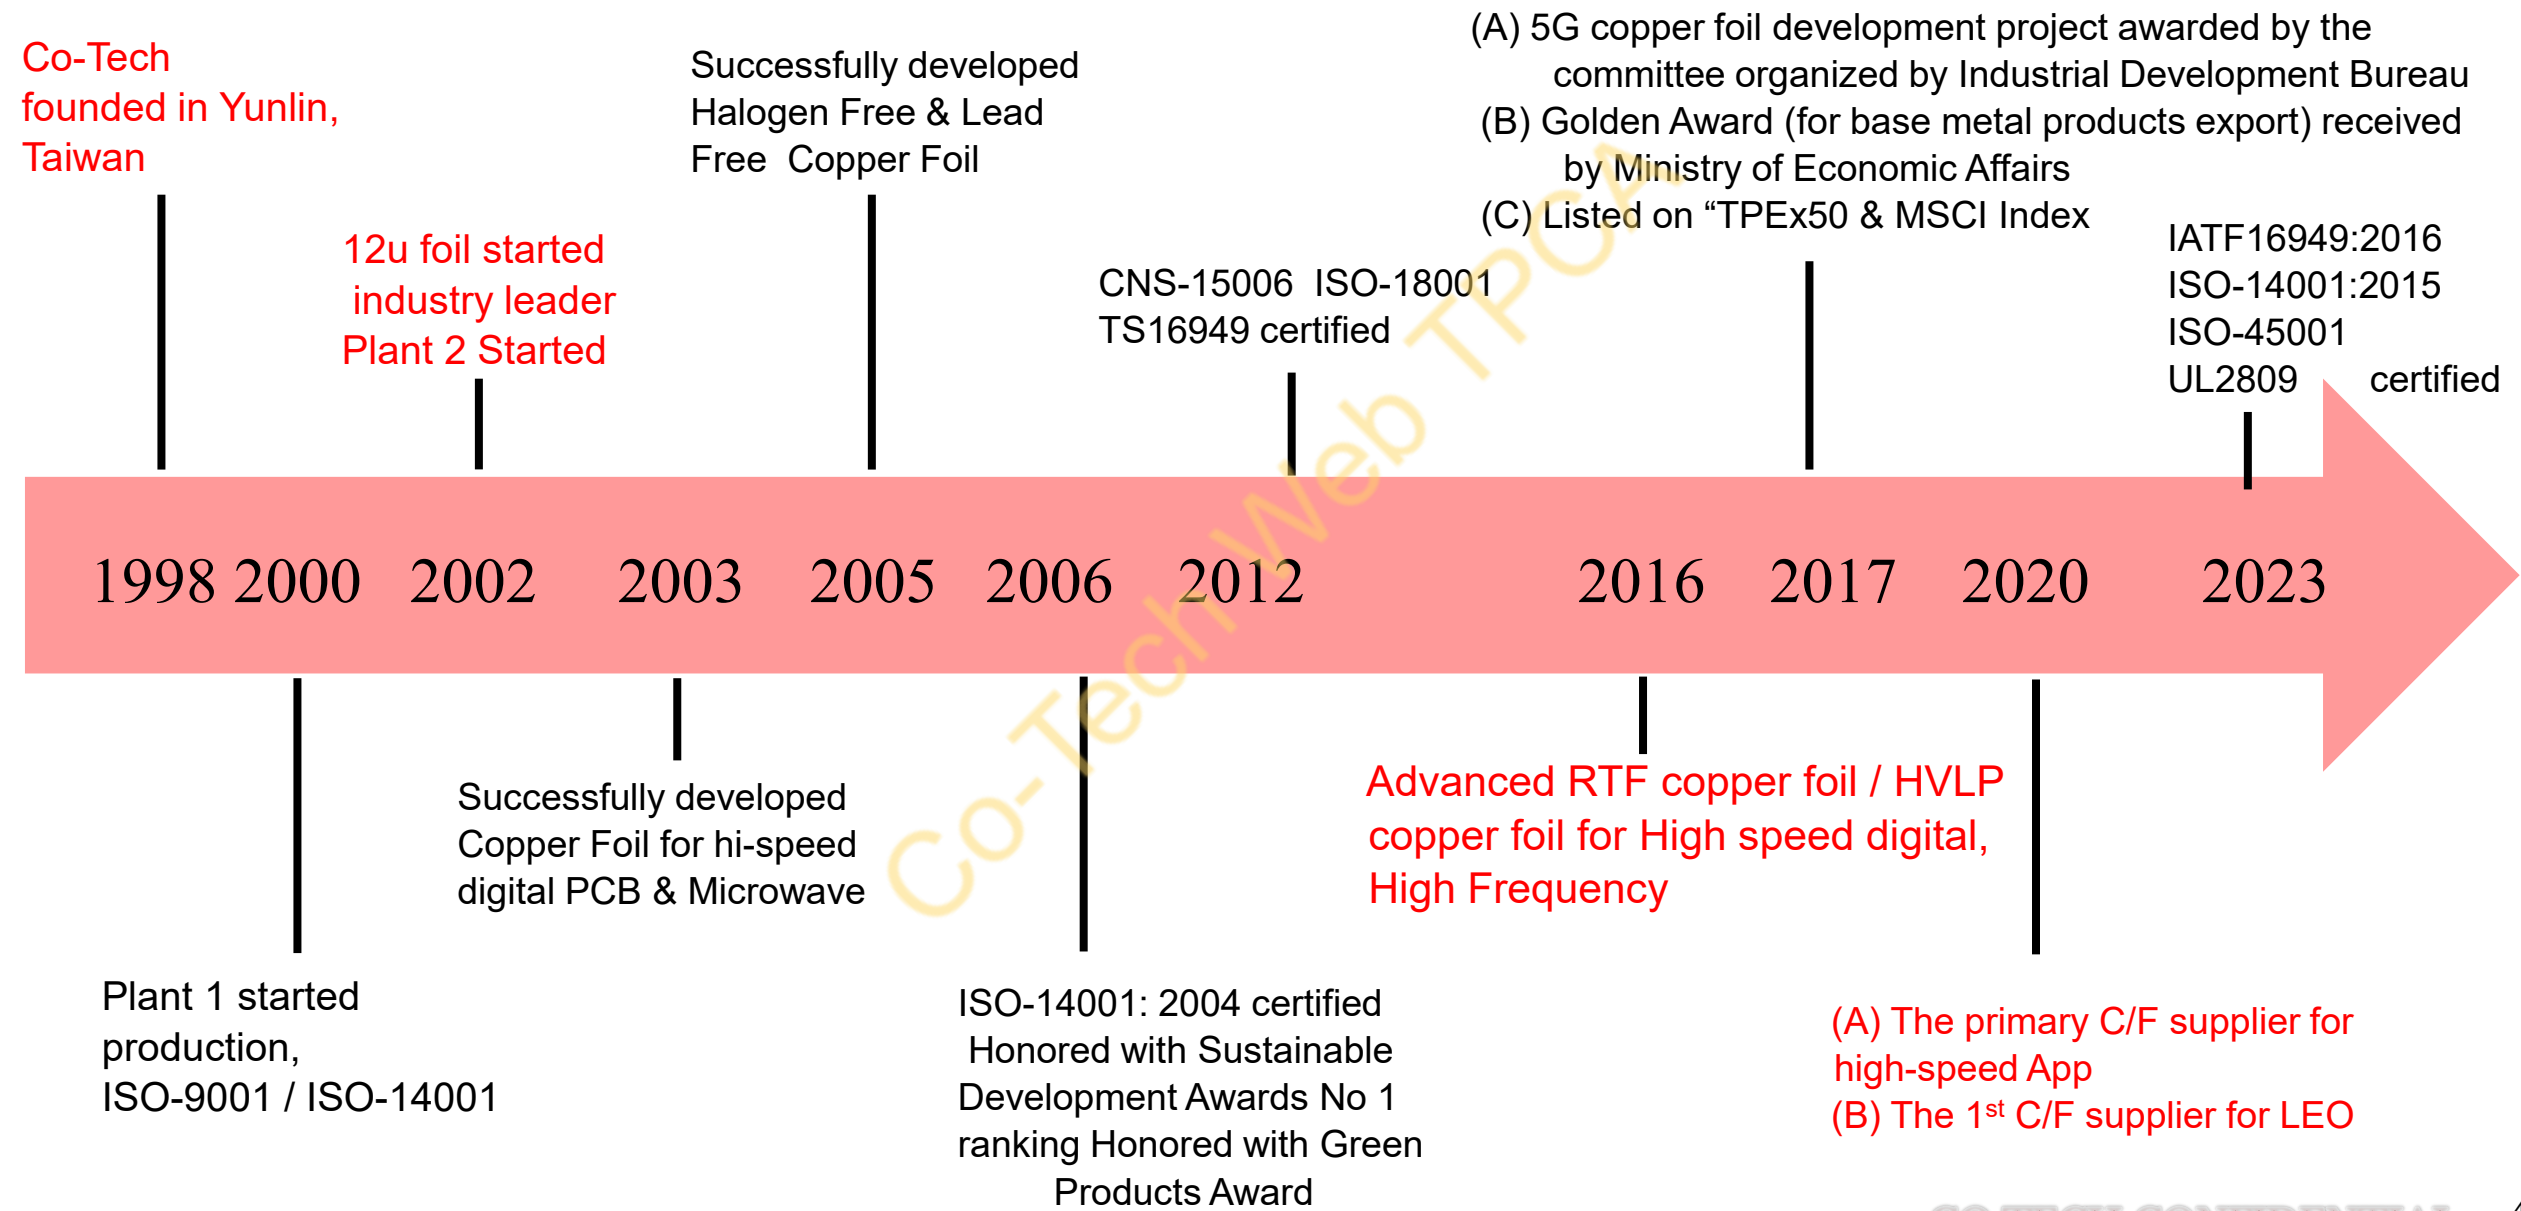 Co-Tech
founded in Yunlin,
Taiwan
12u foil started
industry leader
Plant 2 Started
Successfully developed
Halogen Free & Lead
Free  Copper Foil
CNS-15006  ISO-18001
TS16949 certified
(A) 5G copper foil development project awarded by the
committee organized by Industrial Development Bureau
(B) Golden Award (for base metal products export) received
by Ministry of Economic Affairs
(C) Listed on “TPEx50 & MSCI Index
IATF16949:2016
ISO-14001:2015
ISO-45001
UL2809 certified
1998 2000 2002 2003 2005 2006 2012 2016 2017 2020 2023
Plant 1 started
production,
ISO-9001 / ISO-14001
Successfully developed
Copper Foil for hi-speed
digital PCB & Microwave
ISO-14001: 2004 certified
Honored with Sustainable
Development Awards No 1
ranking Honored with Green
Products Award
Advanced RTF copper foil / HVLP
copper foil for High speed digital,
High Frequency
(A) The primary C/F supplier for
high-speed App
(B) The 1st C/F supplier for LEO
Co-Tech Web TPCA